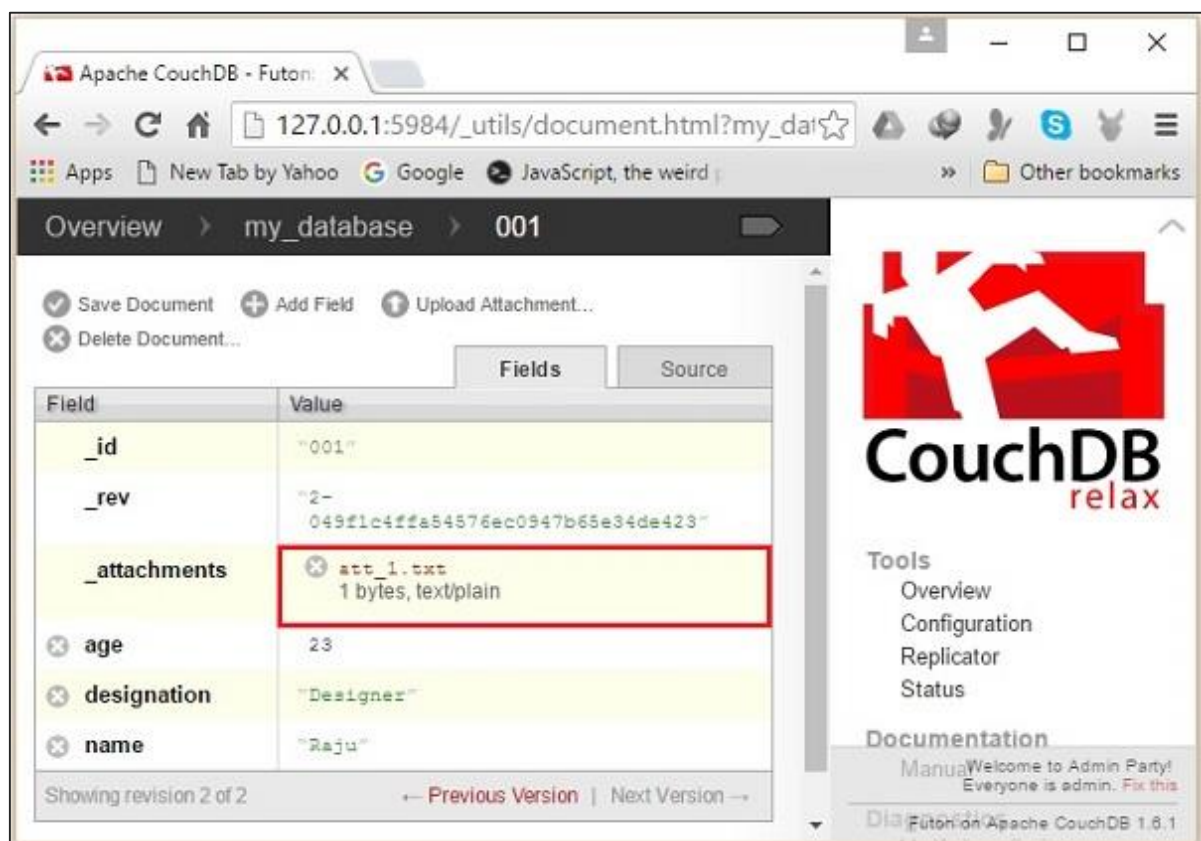 Apache CouchDB - Futon:
127.0.0.1:5984/_utils/document.html?my_dat
Apps New Tab by Yahoo Google JavaScript, the weird p » Other bookmarks
Overview my_database 001
Save Document Add Field Upload Attachment...
Delete Document...
Fields Source
Field Value
_id "001"
_rev "2-
049f1c4ffa54576ec0947b65e34de423"
_attachments att_1.txt
1 bytes, text/plain
age 23
designation "Designer"
name "Raju"
Showing revision 2 of 2 ← Previous Version | Next Version →
CouchDB
relax
Tools
Overview
Configuration
Replicator
Status
Documentation
Manual
Welcome to Admin Party!
Everyone is admin. Fix this
Diagnostics
Futon on Apache CouchDB 1.6.1